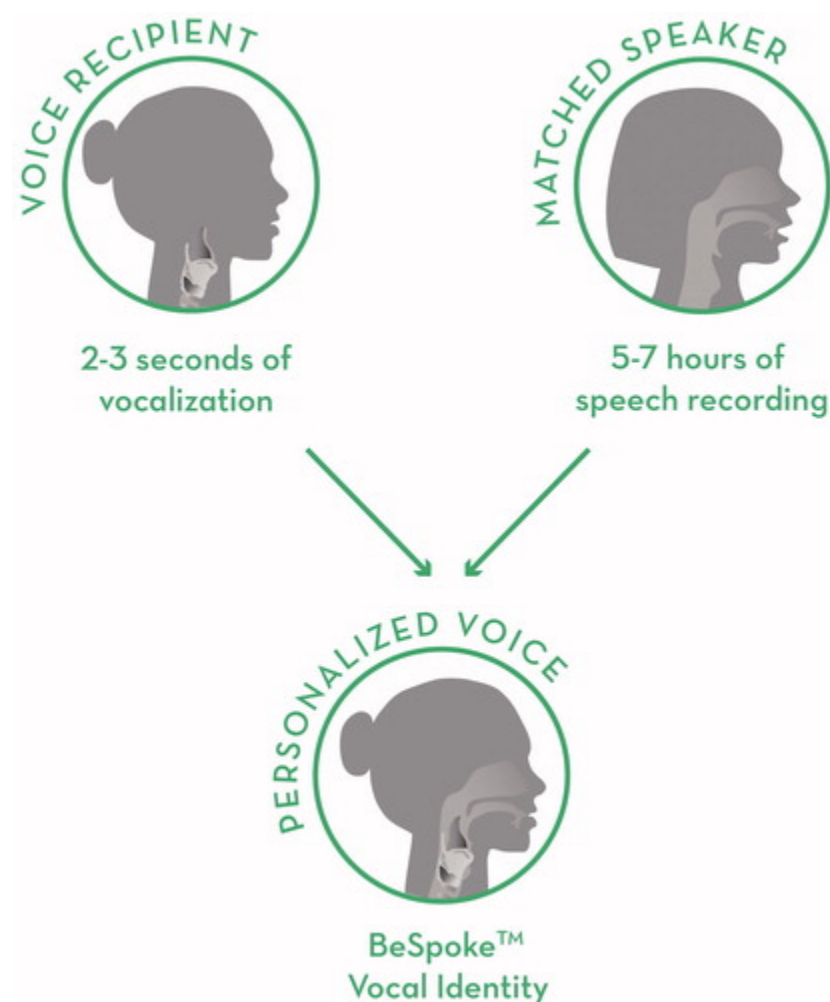 VOICE RECIPIENT
2-3 seconds of
vocalization
MATCHED SPEAKER
5-7 hours of
speech recording
PERSONALIZED VOICE
BeSpoke™
Vocal Identity